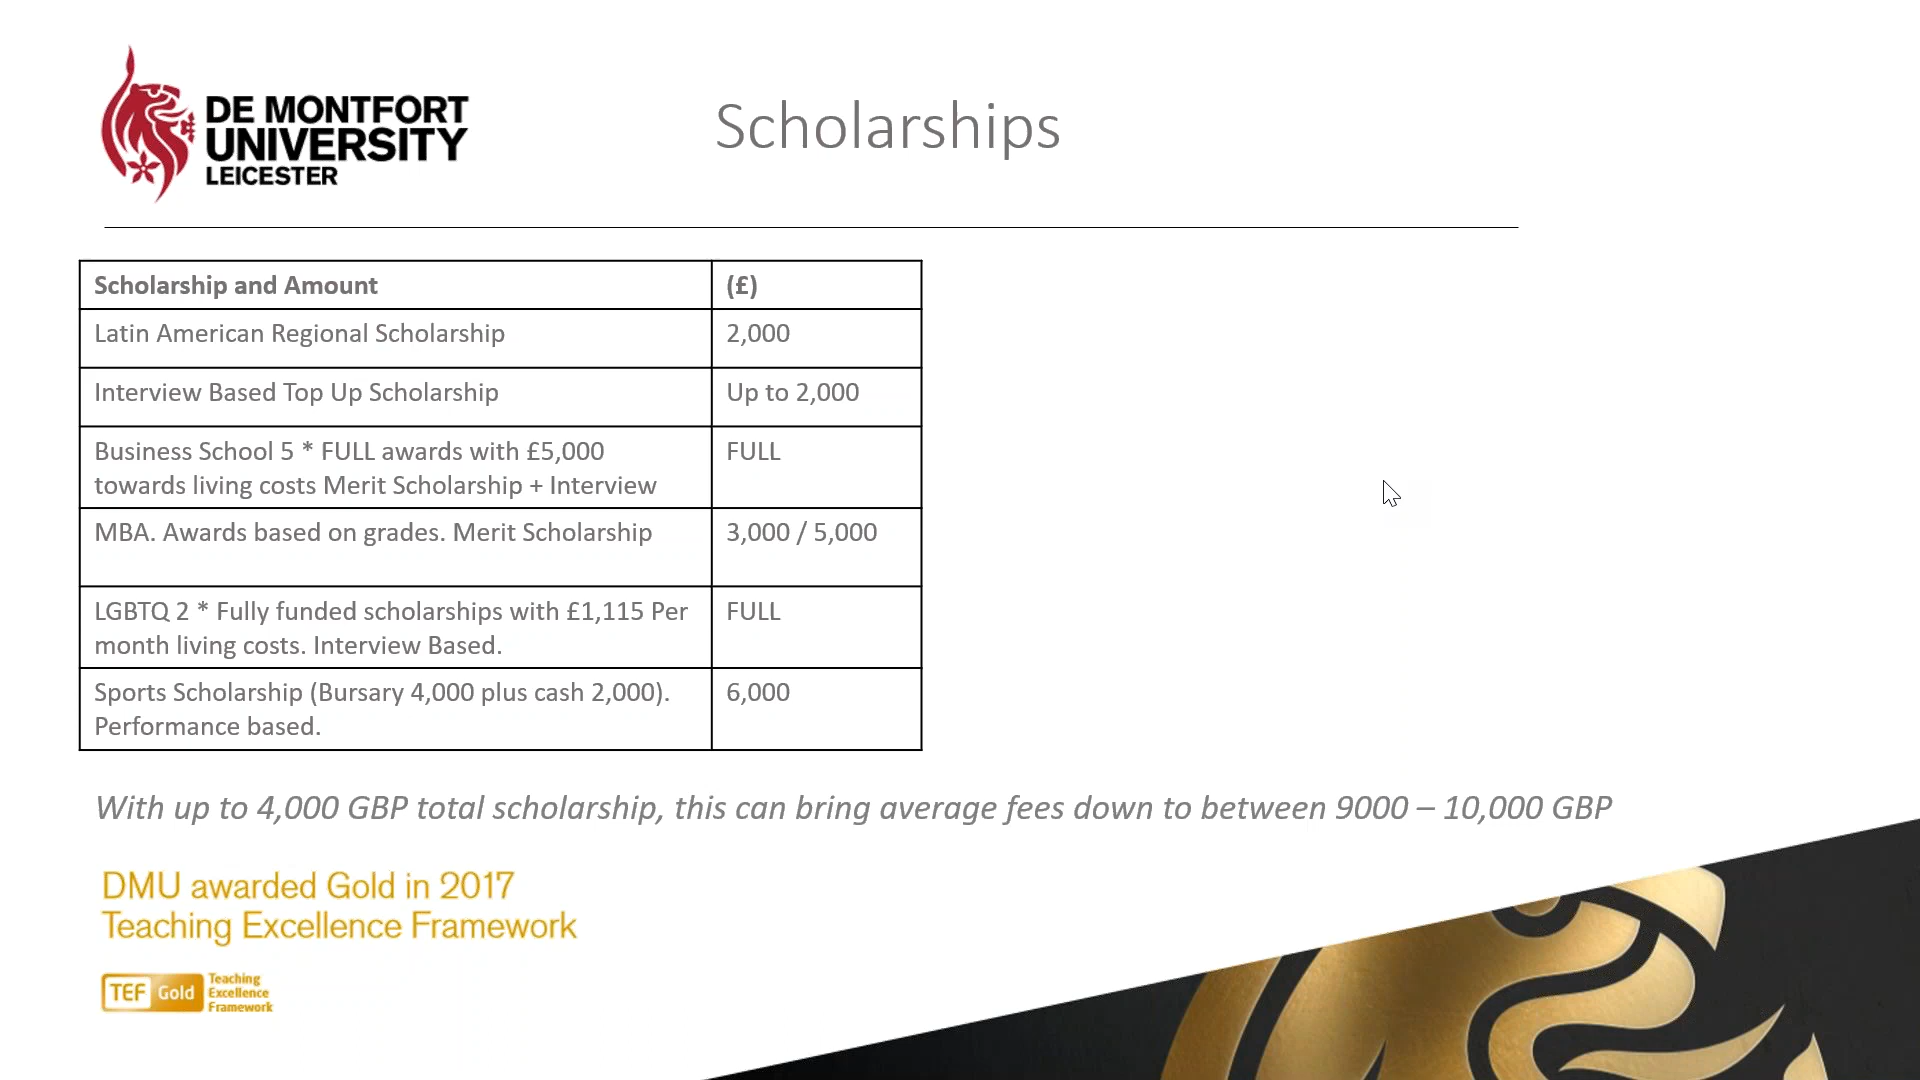 DE MONTFORT
UNIVERSITY
LEICESTER
Scholarships
Scholarship and Amount
(£)
Latin American Regional Scholarship
2,000
Interview Based Top Up Scholarship
Up to 2,000
Business School 5 * FULL awards with £5,000
towards living costs Merit Scholarship + Interview
FULL
MBA. Awards based on grades. Merit Scholarship
3,000 / 5,000
LGBTQ 2 * Fully funded scholarships with £1,115 Per
month living costs. Interview Based.
FULL
Sports Scholarship (Bursary 4,000 plus cash 2,000).
Performance based.
6,000
With up to 4,000 GBP total scholarship, this can bring average fees down to between 9000 – 10,000 GBP
DMU awarded Gold in 2017
Teaching Excellence Framework
TEF Gold
Teaching
Excellence
Framework